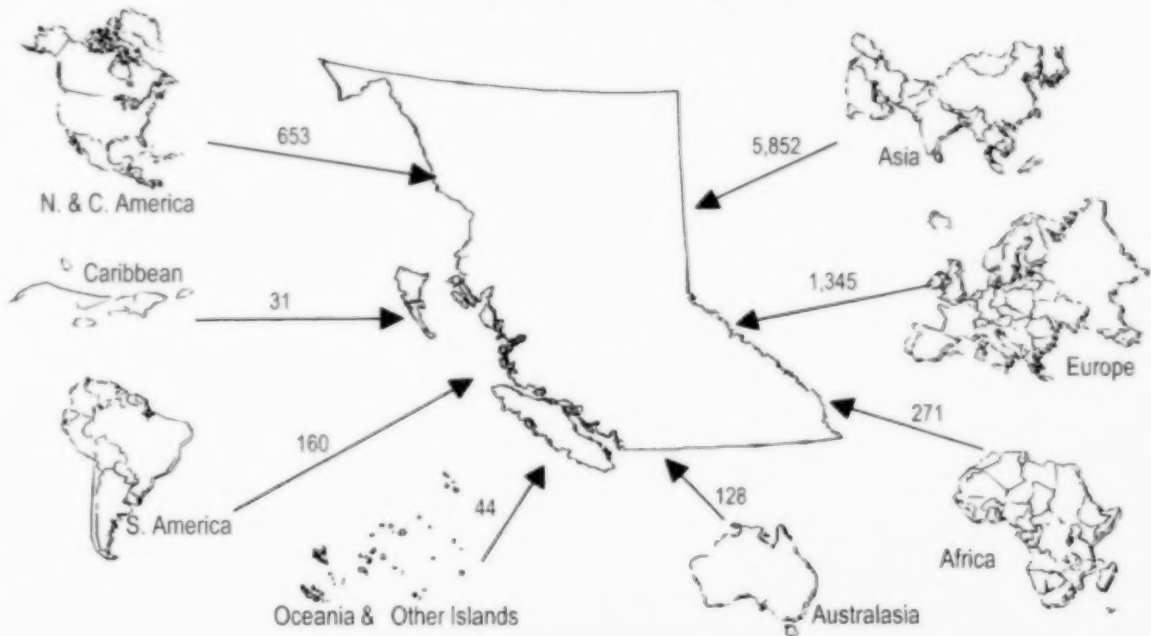 653
5,852
Asia
N. & C. America
Caribbean
31
1,345
Europe
271
160
S. America
44
128
Africa
Oceania & Other Islands
Australasia